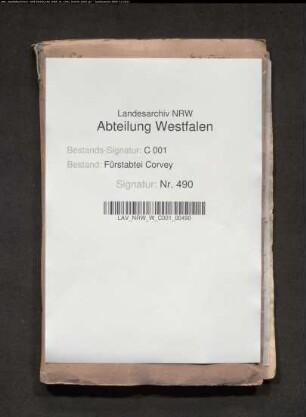 Landesarchiv NRW
Abteilung Westfalen
Bestands-Signatur: C 001
Bestand: Fürstabtei Corvey
Signatur: Nr. 490
LAV_NRW_W_C001_00490